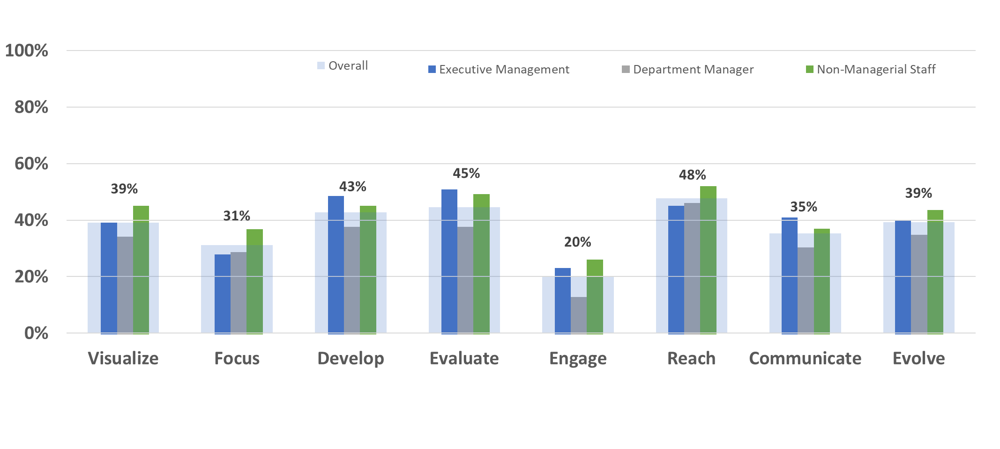 100%
Overall
Executive Management
Department Manager
Non-Managerial Staff
80%
60%
39%
31%
43%
45%
20%
48%
35%
39%
40%
20%
0%
Visualize
Focus
Develop
Evaluate
Engage
Reach
Communicate
Evolve